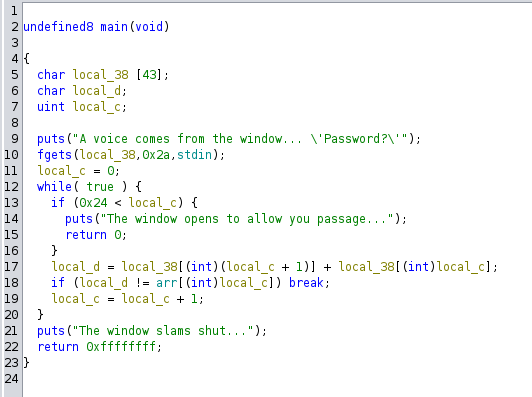 1
2 undefined8 main(void)
3
4 {
5   char local_38 [43];
6   char local_d;
7   uint local_c;
8
9   puts("A voice comes from the window... \'Password?\'");
10   fgets(local_38,0x2a,stdin);
11   local_c = 0;
12   while( true ) {
13     if (0x24 < local_c) {
14       puts("The window opens to allow you passage...");
15       return 0;
16     }
17     local_d = local_38[(int)(local_c + 1)] + local_38[(int)local_c];
18     if (local_d != arr[(int)local_c]) break;
19     local_c = local_c + 1;
20   }
21   puts("The window slams shut...");
22   return 0xffffffff;
23 }
24